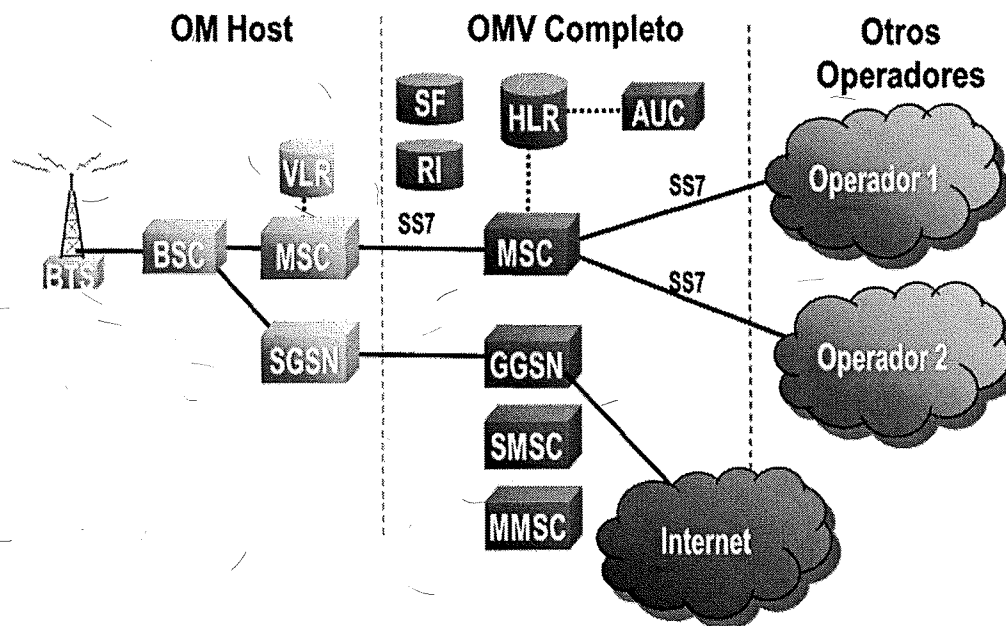 OM Host
OMV Completo
Otros
Operadores
SF
HLR
AUC
Operador 1
VLR
RI
SS7
SS7
BTS
BSC
MSC
MSC
SS7
SGSN
GGSN
Operador 2
SMSC
MMSC
Internet